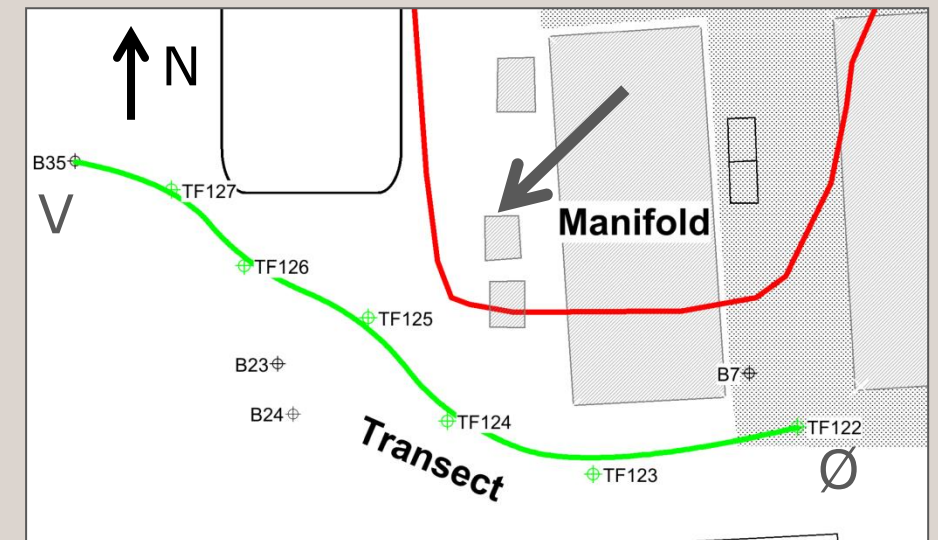 N
B35
V
TF127
Manifold
TF126
TF125
B23
B7
B24
TF124
TF122
Transect
TF123
Ø